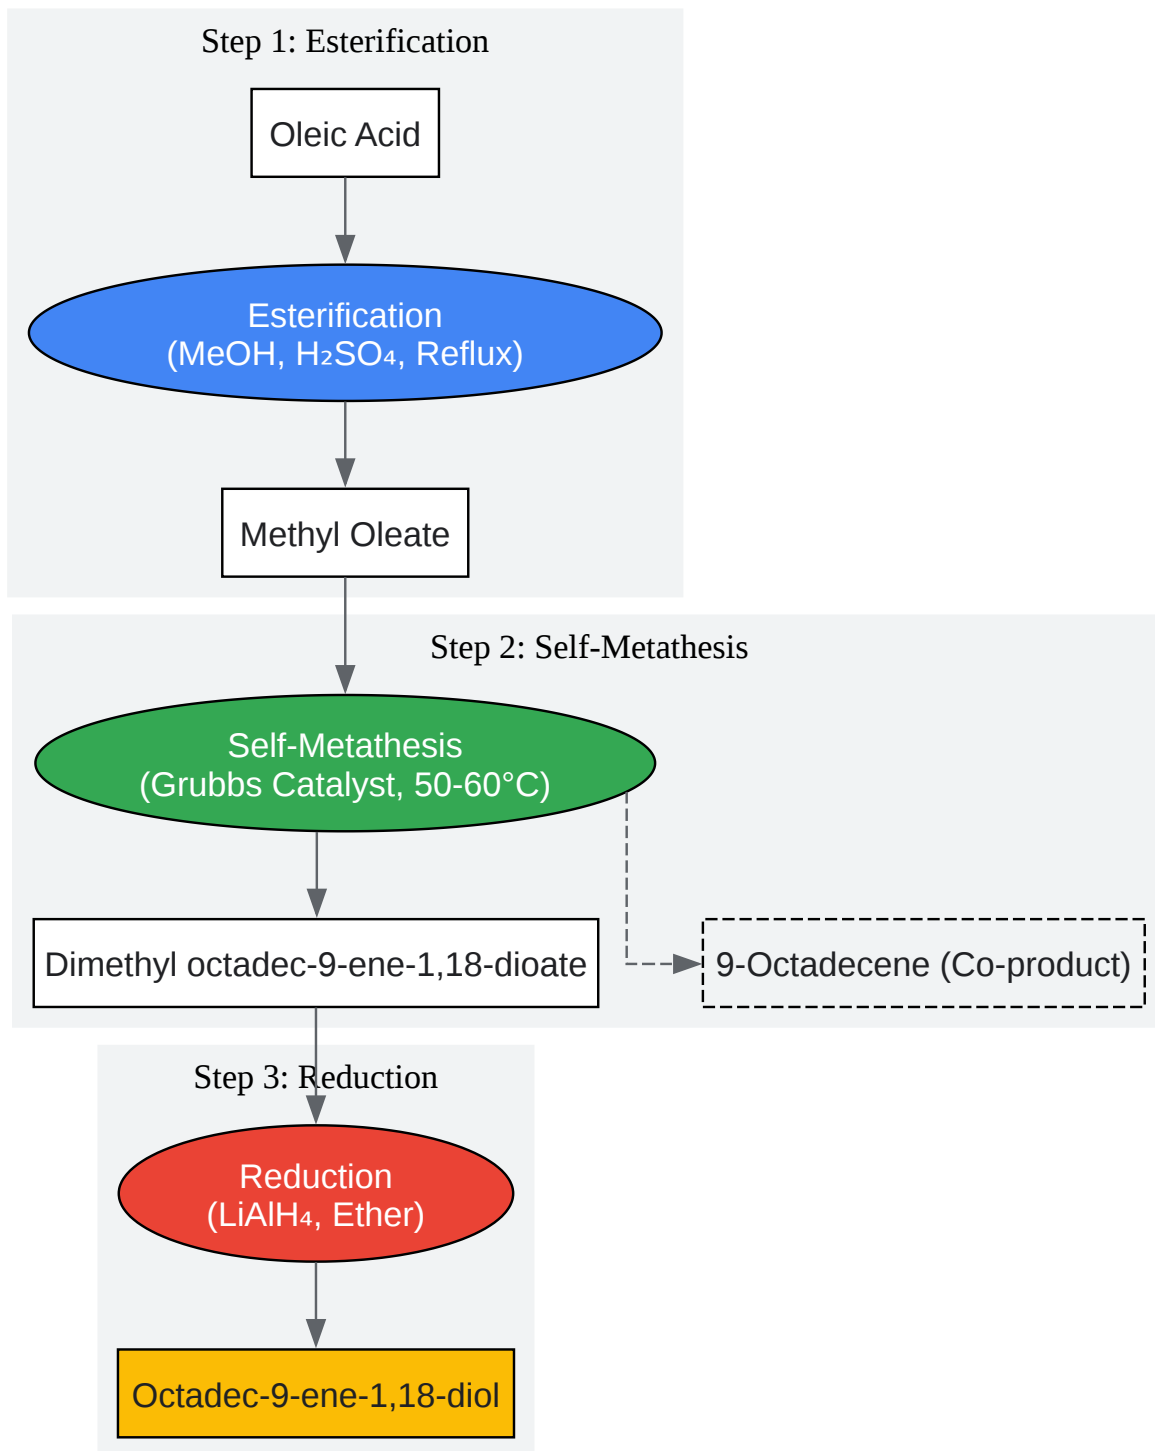 Step 1: Esterification
Oleic Acid
Esterification
(MeOH, H₂SO₄, Reflux)
Methyl Oleate
Step 2: Self-Metathesis
Self-Metathesis
(Grubbs Catalyst, 50-60°C)
Dimethyl octadec-9-ene-1,18-dioate
9-Octadecene (Co-product)
Step 3: Reduction
Reduction
(LiAlH₄, Ether)
Octadec-9-ene-1,18-diol